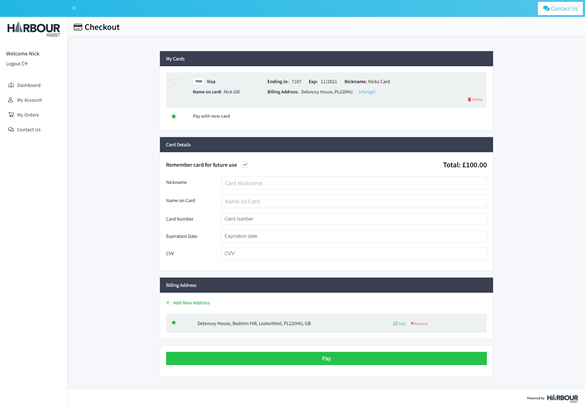 Contact Us
HARBOUR
ASSIST
Checkout
Welcome Nick
Logout
Dashboard
My Account
My Orders
Contact Us
My Cards
VISA Visa Ending in: 7107 Exp: 11/2021 Nickname: Nicks Card
Name on card: Nick Gill Billing Address: Delancey House, PL220HU (change)
Delete
Pay with new card
Card Details
Remember card for future use Total: £100.00
Nickname Card Nickname
Name on Card Name on Card
Card Number Card number
Expiration Date Expiration date
CVV CVV
Billing Address
Add New Address
Delancey House, Bodmin Hill, Lostwithiel, PL220HU, GB Edit Remove
Pay
Powered By HARBOUR
ASSIST